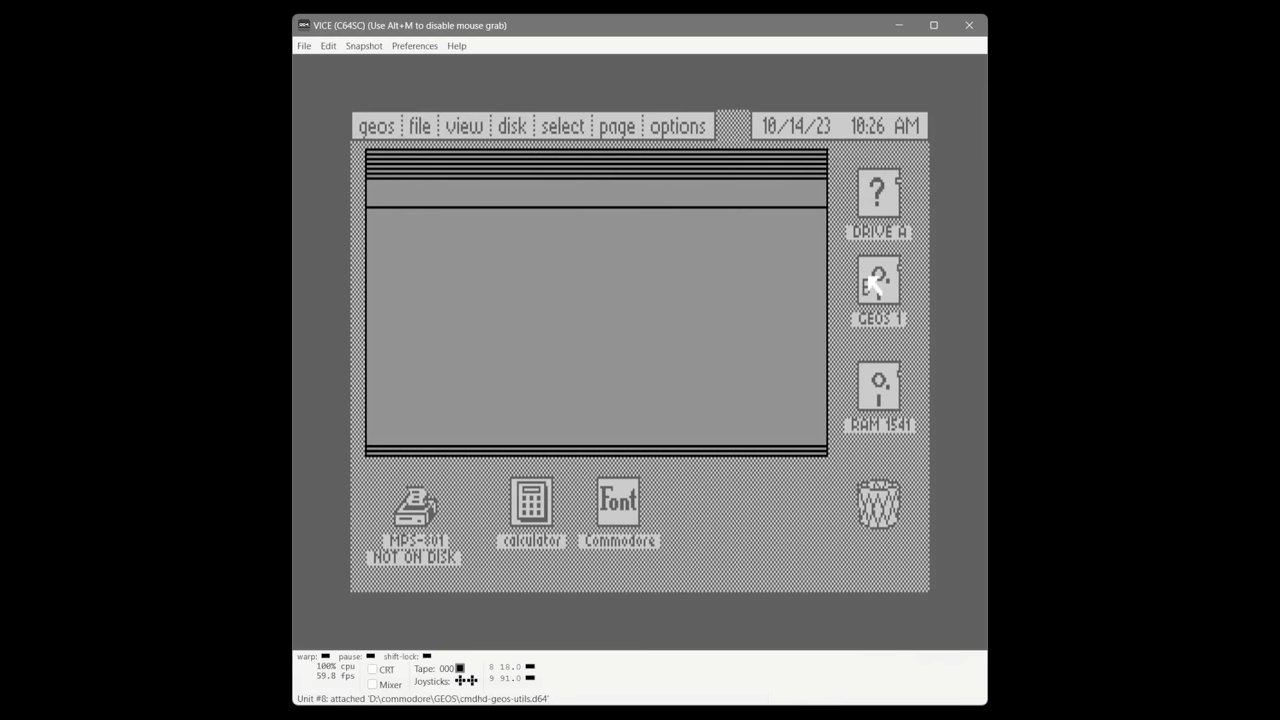 VICE (C64SC) (Use Alt+M to disable mouse grab)
File Edit Snapshot Preferences Help
geos file view disk select page options 10/14/23 10:26 AM
?
DRIVE A
GEOS 1
RAM 1541
Font
MPS-801 calculator Commodore
NOT ON DISK
warp: pause: shift-lock:
100% cpu CRT Tape: 000 8 18.0
59.8 fps Mixer Joysticks: 9 91.0
Unit #8: attached 'D:\commodore\GEOS\cmdhd-geos-utils.d64'